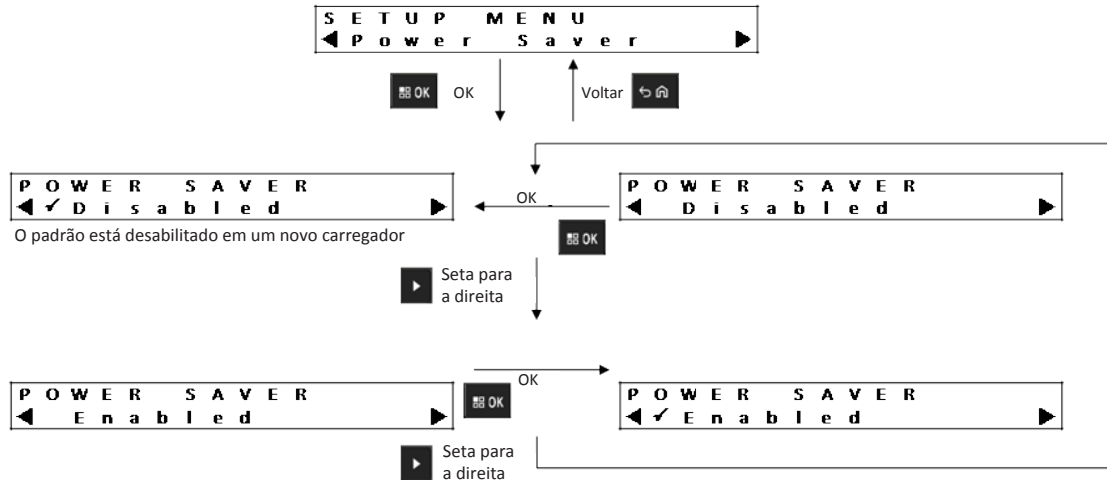 SETUP MENU
Power Saver
OK OK
Voltar
POWER SAVER
✓Disabled
OK
POWER SAVER
Disabled
O padrão está desabilitado em um novo carregador
OK
Seta para
a direita
POWER SAVER
Enabled
OK
OK
POWER SAVER
✓Enabled
Seta para
a direita